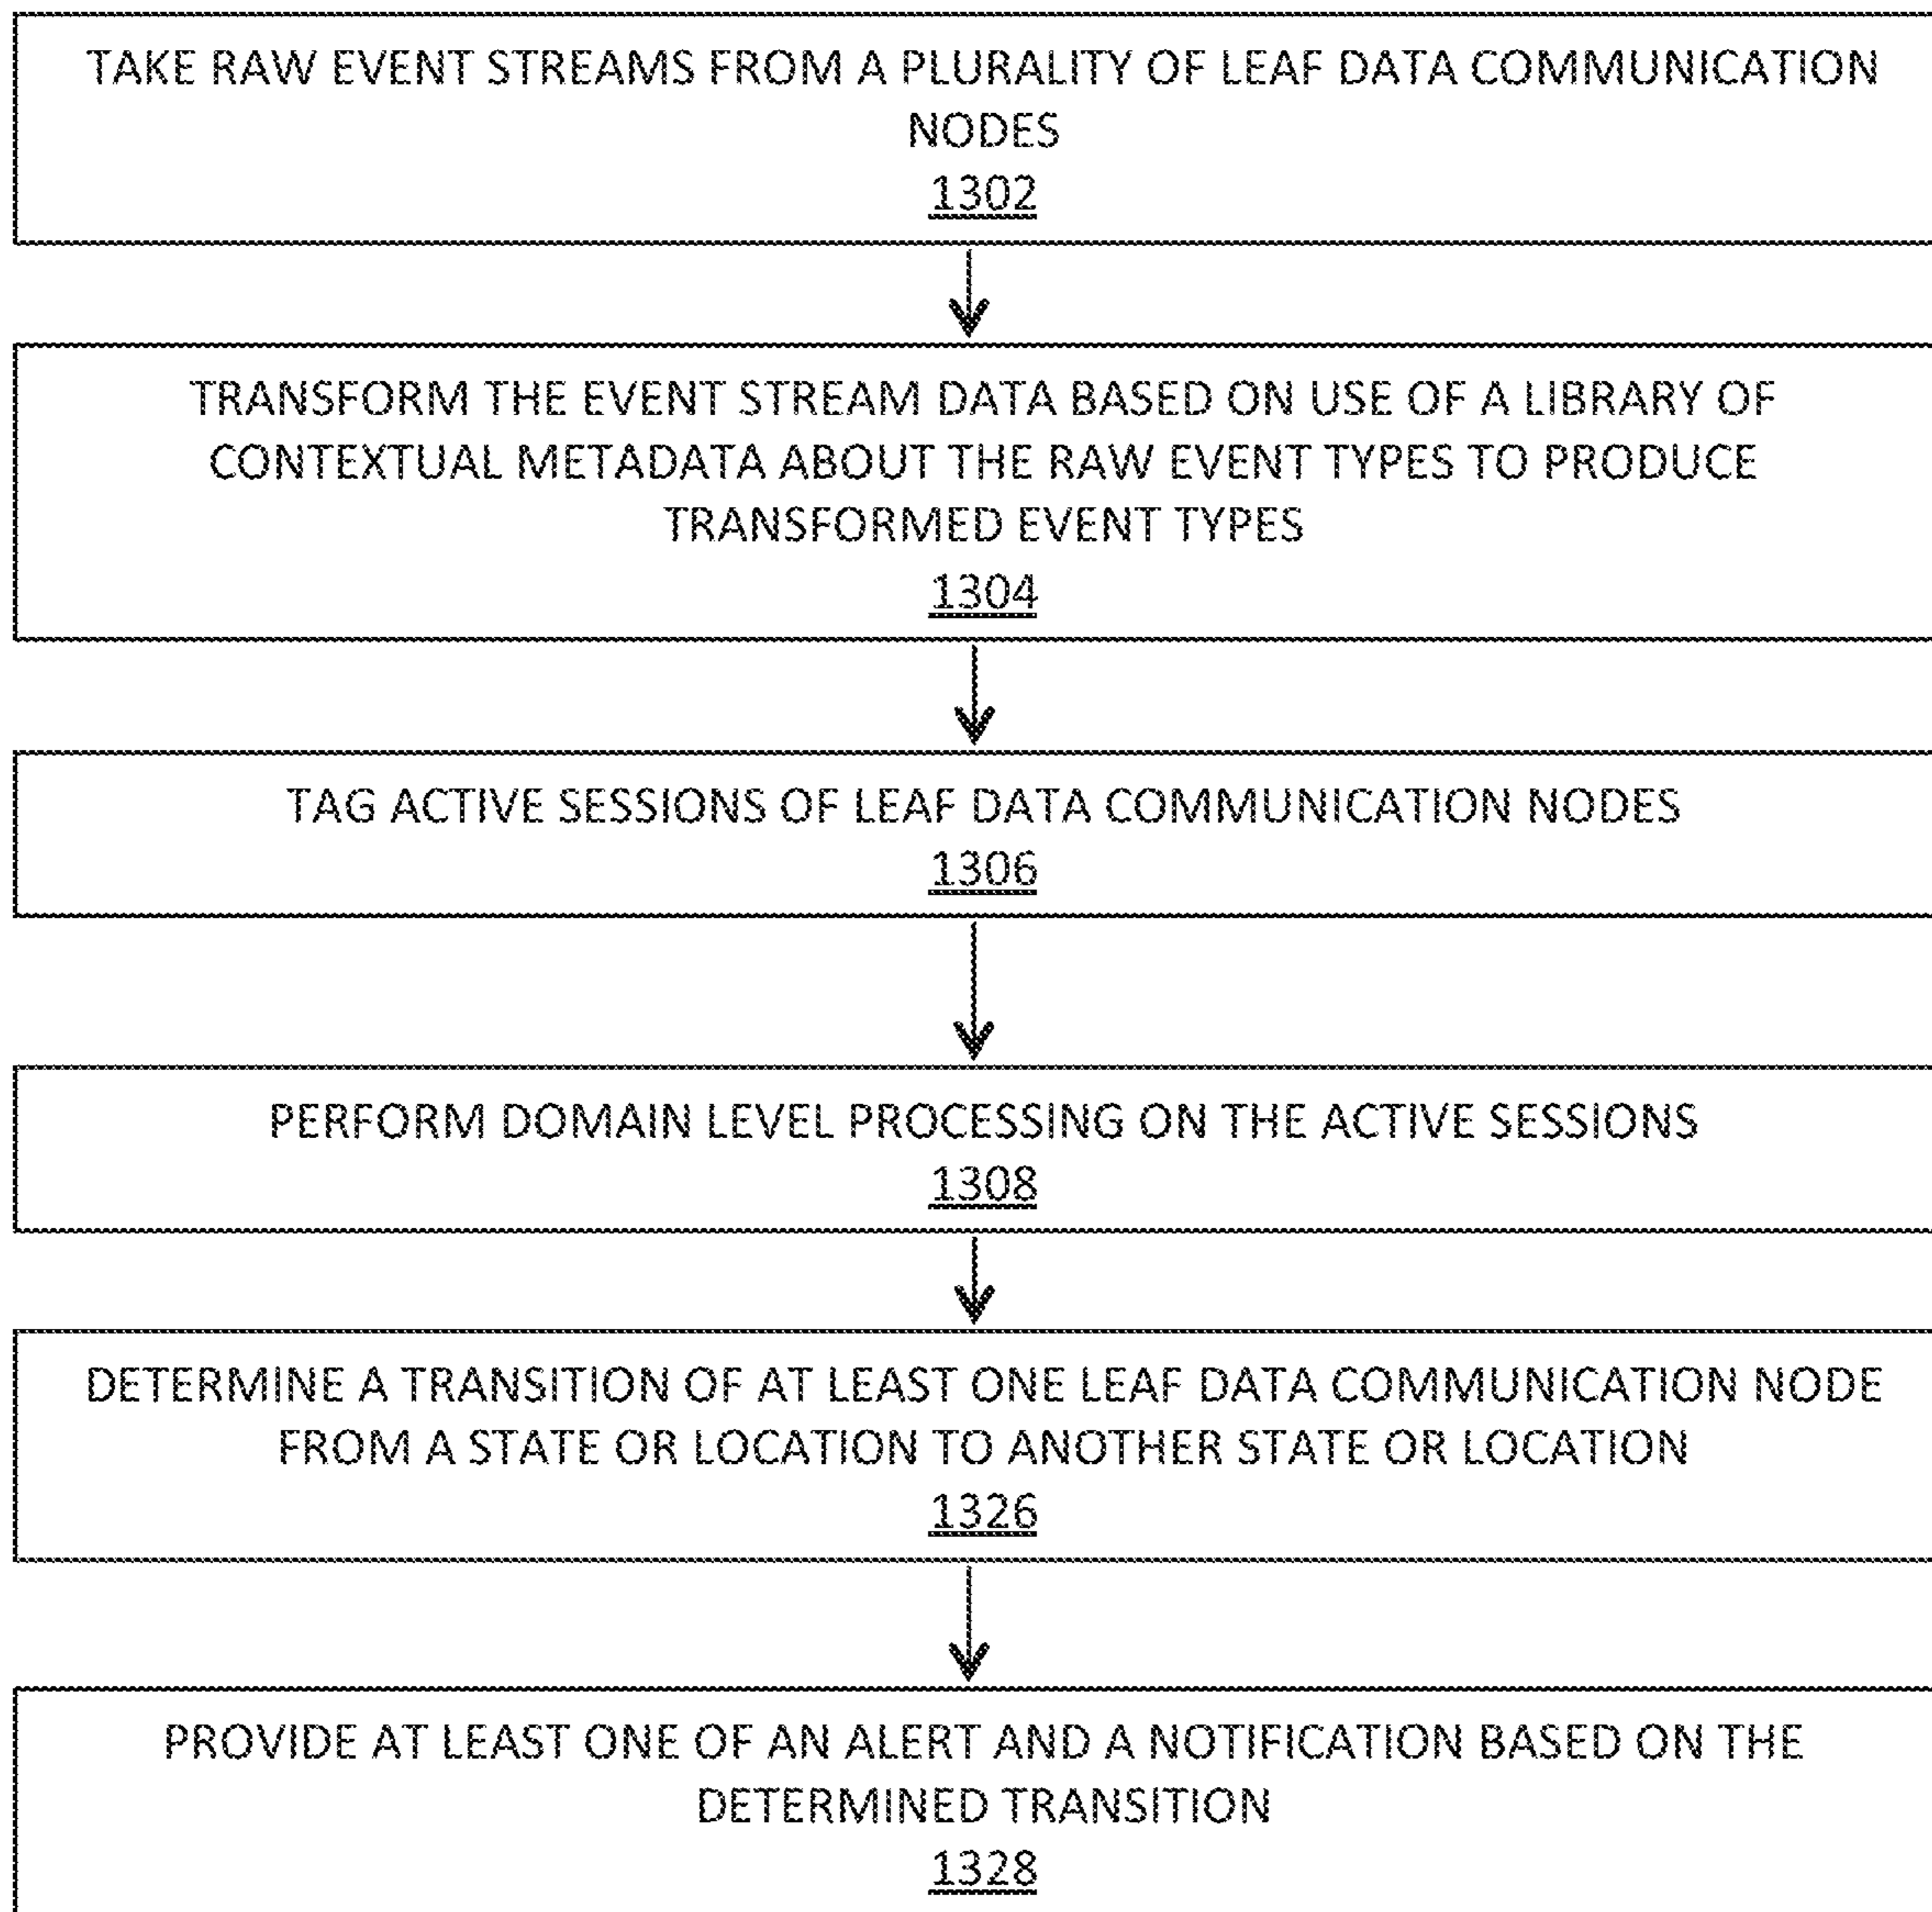 TAKE RAW EVENT STREAMS FROM A PLURALITY OF LEAF DATA COMMUNICATION
NODES
1302
TRANSFORM THE EVENT STREAM DATA BASED ON USE OF A LIBRARY OF
CONTEXTUAL METADATA ABOUT THE RAW EVENT TYPES TO PRODUCE
TRANSFORMED EVENT TYPES
1304
TAG ACTIVE SESSIONS OF LEAF DATA COMMUNICATION NODES
1306
PERFORM DOMAIN LEVEL PROCESSING ON THE ACTIVE SESSIONS
1308
DETERMINE A TRANSITION OF AT LEAST ONE LEAF DATA COMMUNICATION NODE
FROM A STATE OR LOCATION TO ANOTHER STATE OR LOCATION
1326
PROVIDE AT LEAST ONE OF AN ALERT AND A NOTIFICATION BASED ON THE
DETERMINED TRANSITION
1328